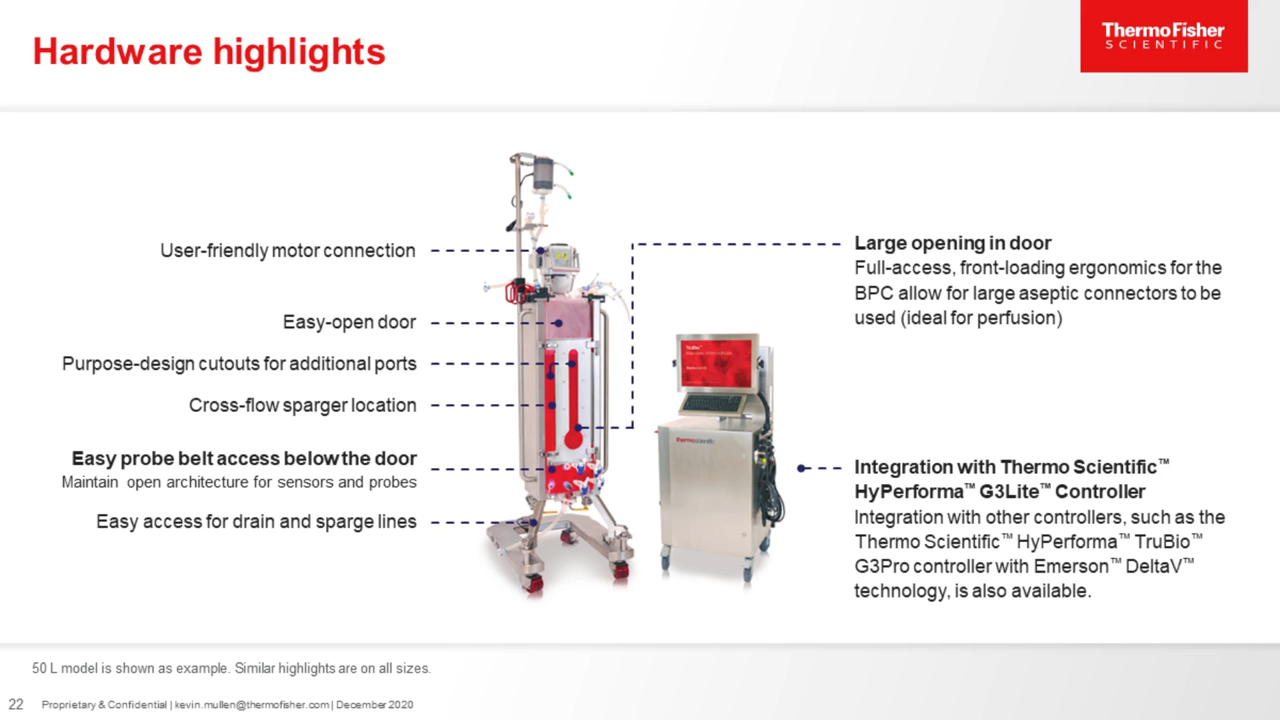 Hardware highlights
ThermoFisher
SCIENTIFIC
User-friendly motor connection
Easy-open door
Purpose-design cutouts for additional ports
Cross-flow sparger location
Easy probe belt access below the door
Maintain open architecture for sensors and probes
Easy access for drain and sparge lines
Large opening in door
Full-access, front-loading ergonomics for the
BPC allow for large aseptic connectors to be
used (ideal for perfusion)
TruBio™
thermoscientific
Integration with Thermo Scientific™
HyPerforma™ G3Lite™ Controller
Integration with other controllers, such as the
Thermo Scientific™ HyPerforma™ TruBio™
G3Pro controller with Emerson™ DeltaV™
technology, is also available.
50 L model is shown as example. Similar highlights are on all sizes.
22 Proprietary & Confidential | kevin.mullen@thermofisher.com | December 2020